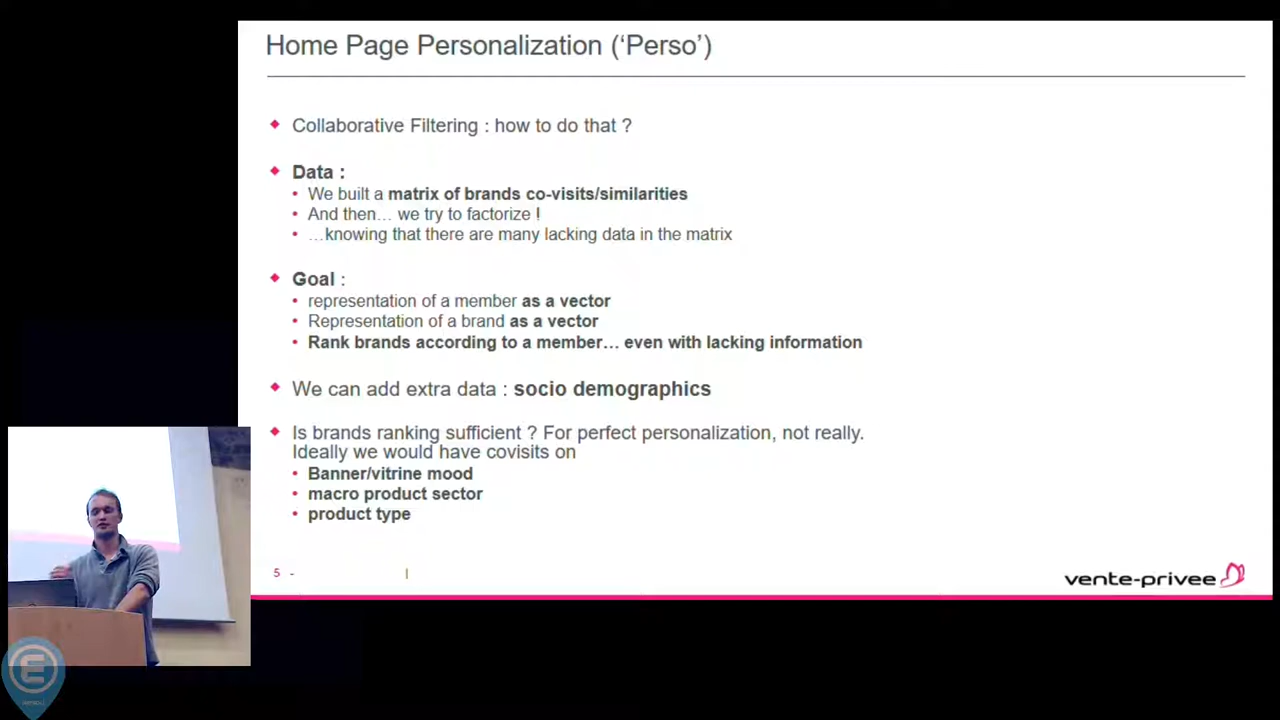 Home Page Personalization (‘Perso’)
Collaborative Filtering : how to do that ?
Data :
We built a matrix of brands co-visits/similarities
And then… we try to factorize !
…knowing that there are many lacking data in the matrix
Goal :
representation of a member as a vector
Representation of a brand as a vector
Rank brands according to a member… even with lacking information
We can add extra data : socio demographics
Is brands ranking sufficient ? For perfect personalization, not really.
Ideally we would have covisits on
Banner/vitrine mood
macro product sector
product type
5 - |
vente-privee